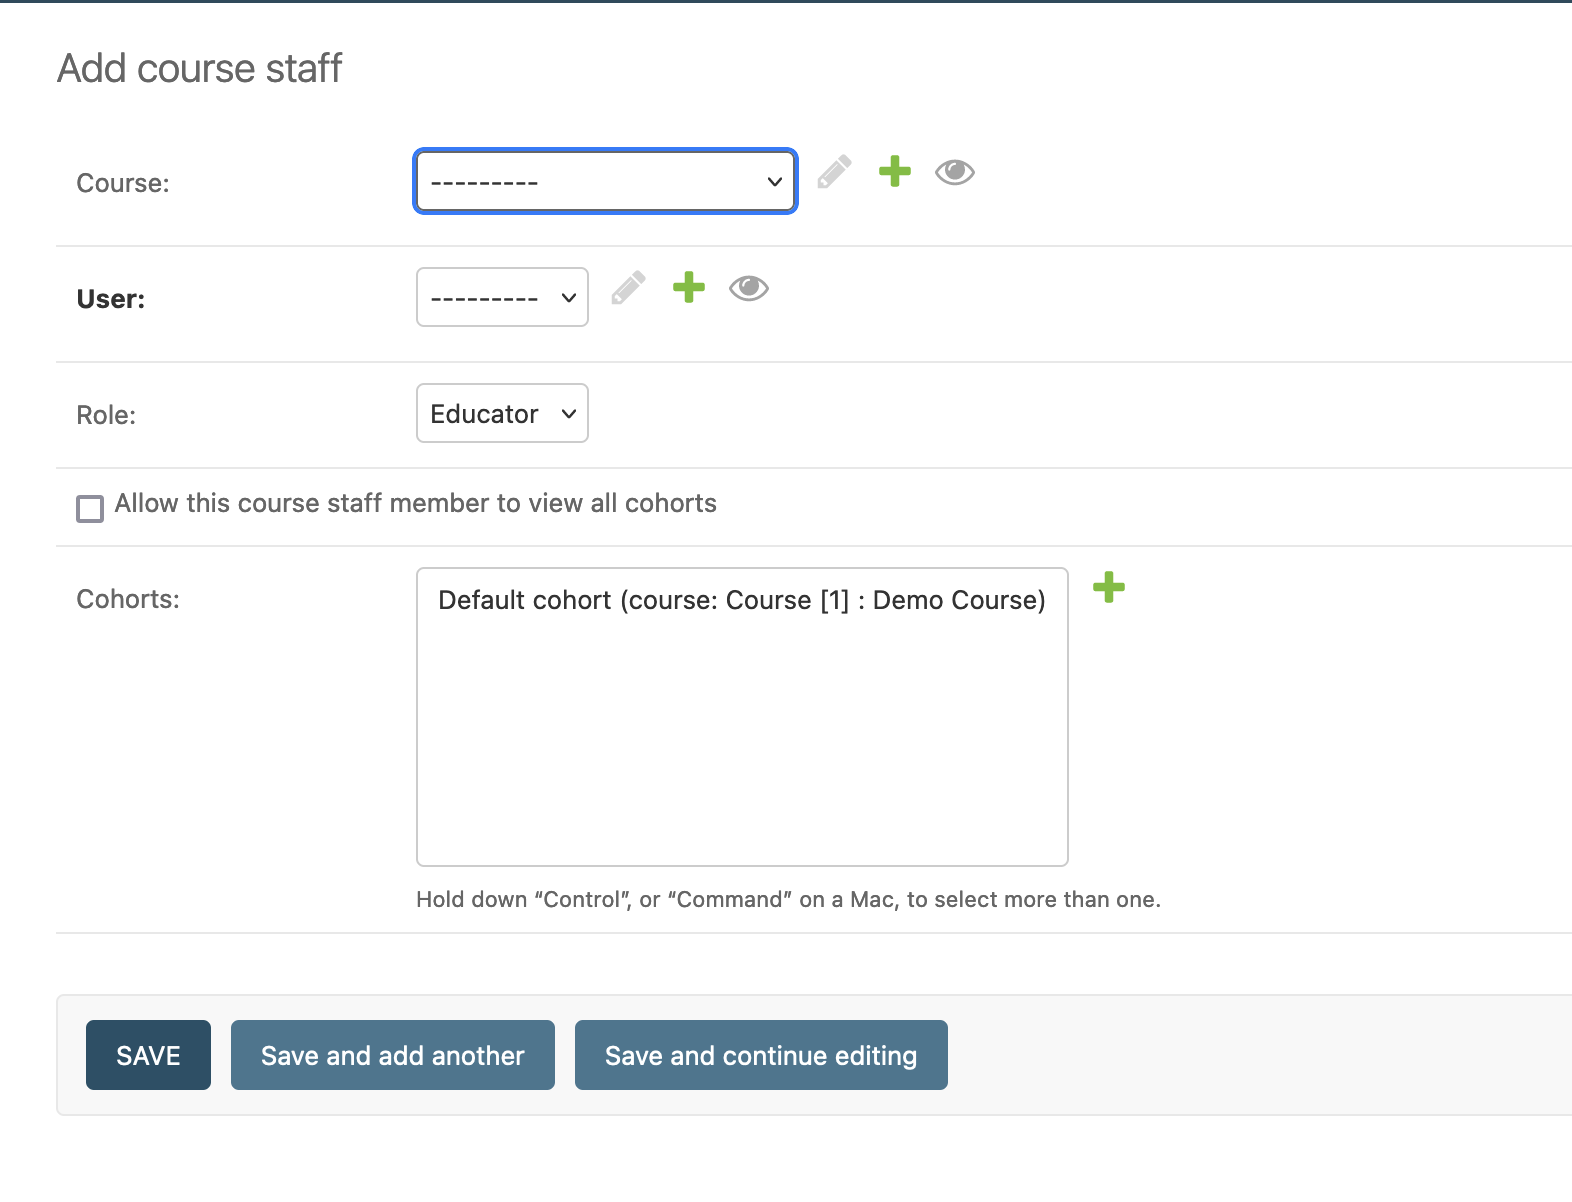 Add course staff
Course: ---------
User: ---------
Role: Educator
Allow this course staff member to view all cohorts
Cohorts: Default cohort (course: Course [1] : Demo Course)
Hold down “Control”, or “Command” on a Mac, to select more than one.
SAVE Save and add another Save and continue editing